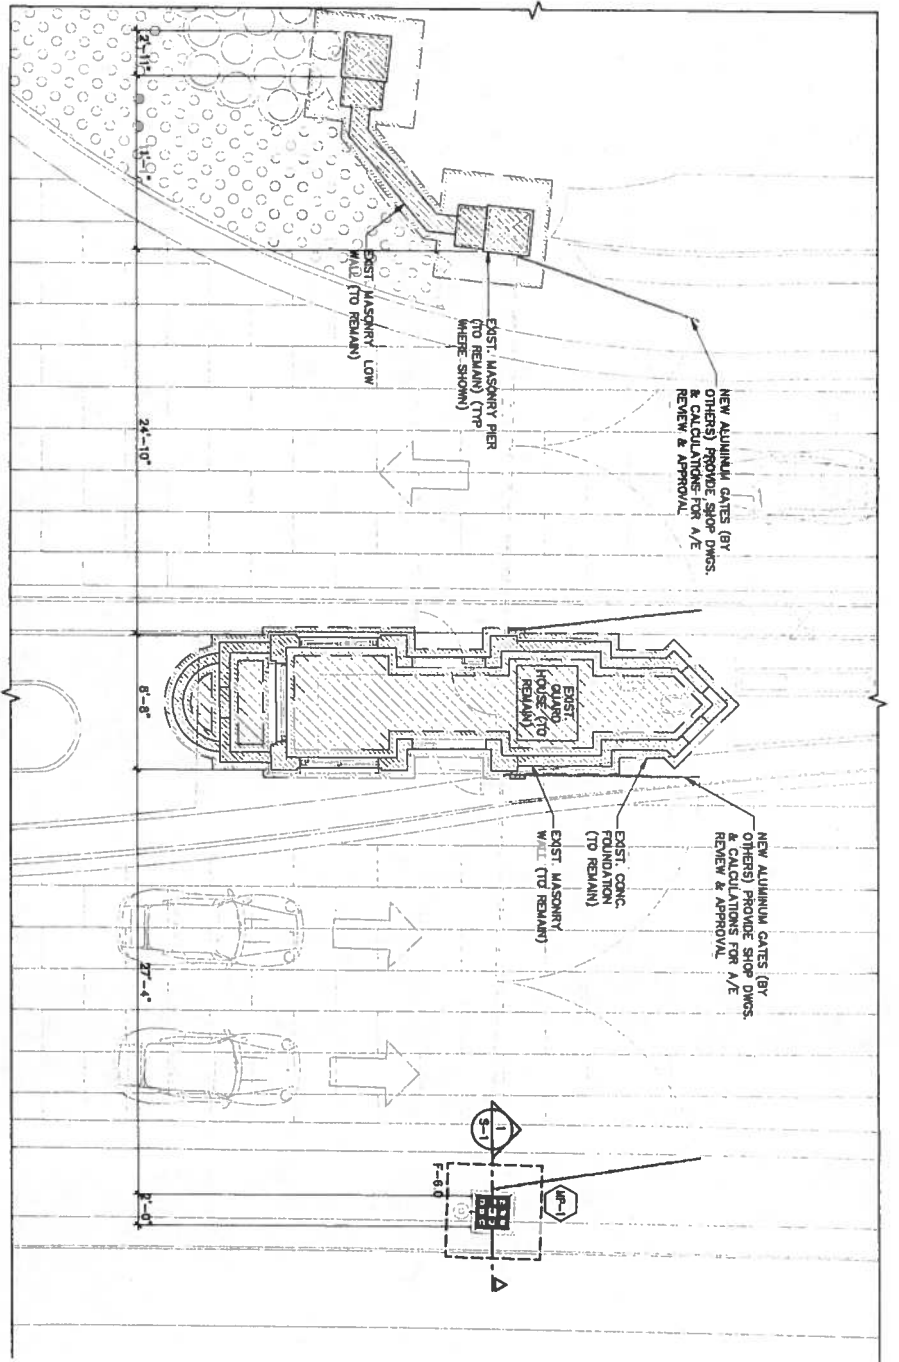 2'-11"
1'-1"
24'-10"
8'-8"
27'-4"
2'-0"
EXIST. MASONRY LOW
WALL (TO REMAIN)
EXIST. MASONRY PIER
(TO REMAIN) (TYP
WHERE SHOWN)
NEW ALUMINUM GATES (BY
OTHERS) PROVIDE SHOP DWGS.
& CALCULATIONS FOR A/E
REVIEW & APPROVAL
EXIST.
GUARD
HOUSE (TO
REMAIN)
EXIST. CONC.
FOUNDATION
(TO REMAIN)
EXIST. MASONRY
WALL (TO REMAIN)
NEW ALUMINUM GATES (BY
OTHERS) PROVIDE SHOP DWGS.
& CALCULATIONS FOR A/E
REVIEW & APPROVAL
1
S-1
MP-1
F-6.0